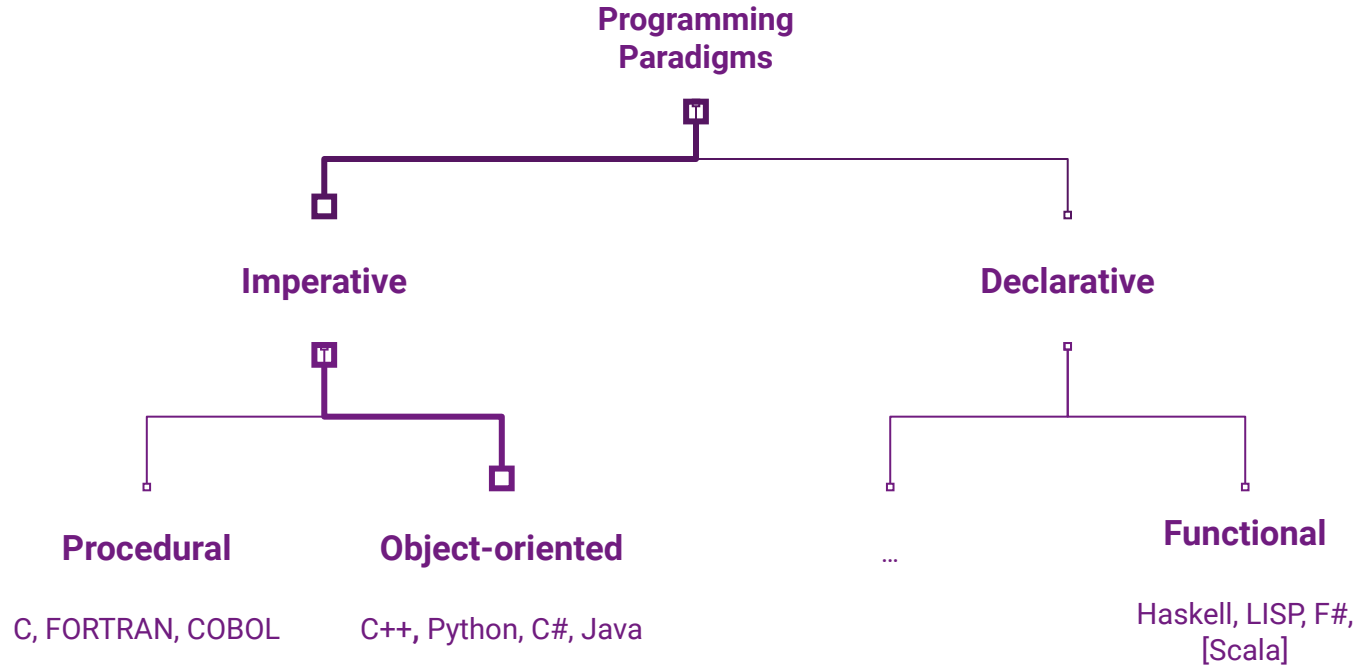 Programming
Paradigms
Imperative
Declarative
Procedural
Object-oriented
...
Functional
C, FORTRAN, COBOL
C++, Python, C#, Java
Haskell, LISP, F#,
[Scala]